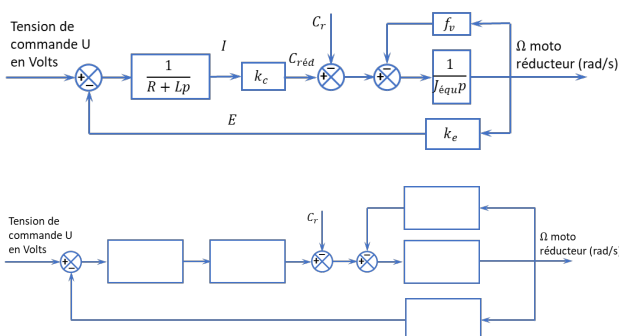 Tension de
commande U
en Volts
+
−
1
R + Lp
I
k_c
C_réd
C_r
−
+
−
+
f_v
1
J_équ p
Ω moto
réducteur (rad/s)
E
k_e
Tension de
commande U
en Volts
+
−
C_r
−
+
−
+
Ω moto
réducteur (rad/s)